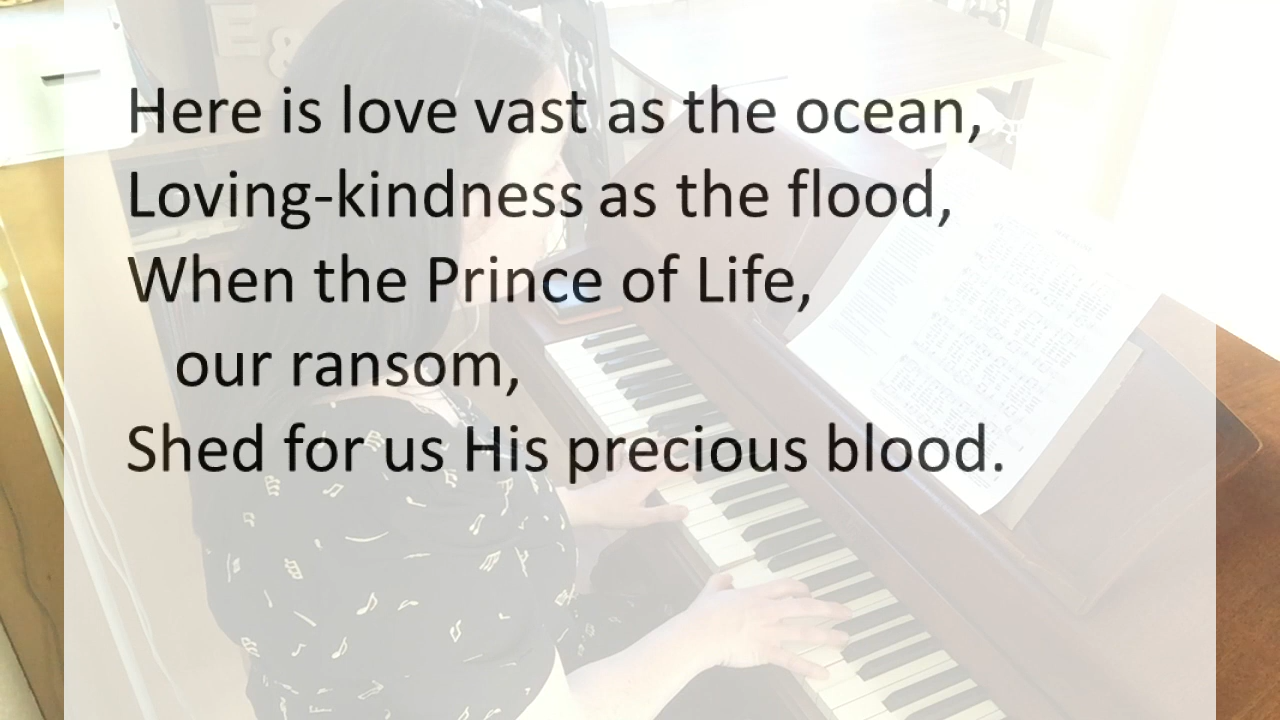 Here is love vast as the ocean,
Loving-kindness as the flood,
When the Prince of Life,
our ransom,
Shed for us His precious blood.